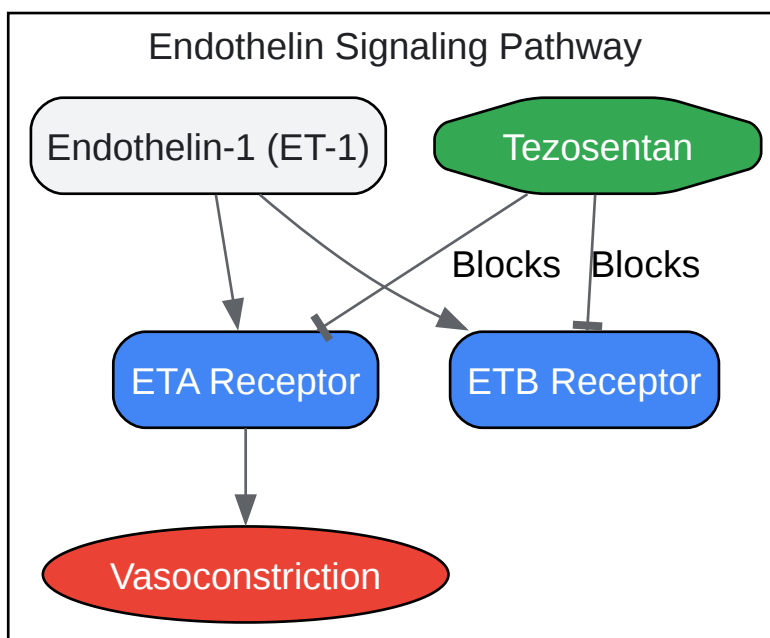 Endothelin Signaling Pathway
Endothelin-1 (ET-1)
Tezosentan
Blocks
Blocks
ETA Receptor
ETB Receptor
Vasoconstriction